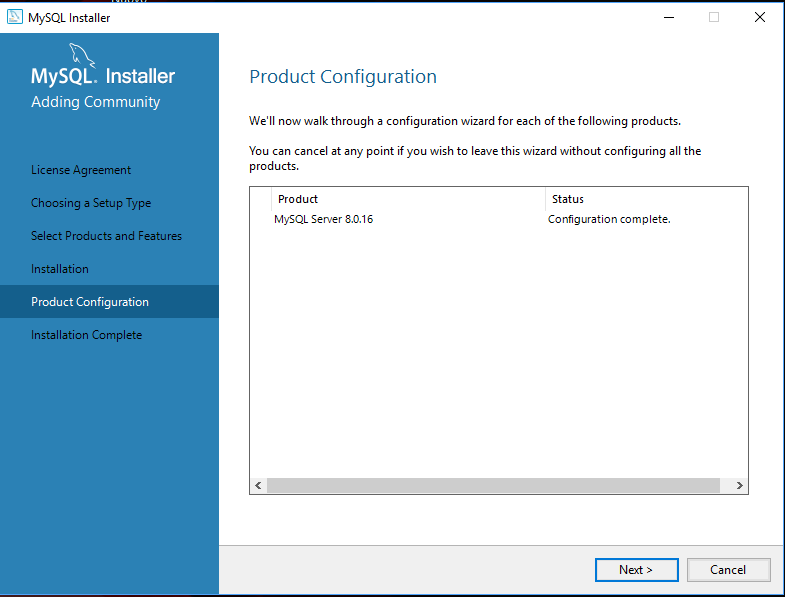 MySQL Installer
MySQL. Installer
Adding Community
License Agreement
Choosing a Setup Type
Select Products and Features
Installation
Product Configuration
Installation Complete
Product Configuration
We'll now walk through a configuration wizard for each of the following products.
You can cancel at any point if you wish to leave this wizard without configuring all the
products.
Product Status
MySQL Server 8.0.16 Configuration complete.
Next > Cancel